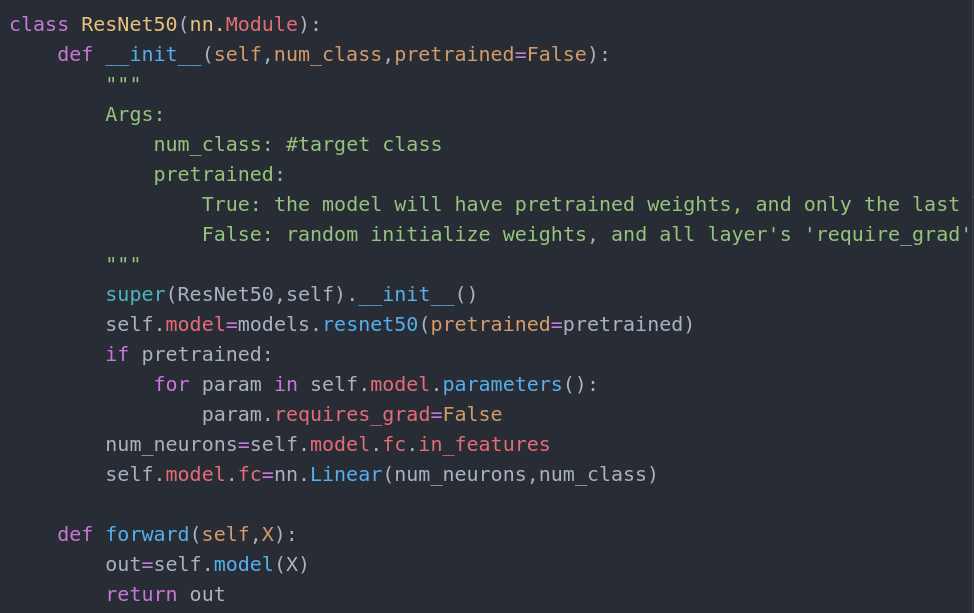 class ResNet50(nn.Module):
    def __init__(self,num_class,pretrained=False):
        """
        Args:
            num_class: #target class
            pretrained:
                True: the model will have pretrained weights, and only the last
                False: random initialize weights, and all layer's 'require_grad'
        """
        super(ResNet50,self).__init__()
        self.model=models.resnet50(pretrained=pretrained)
        if pretrained:
            for param in self.model.parameters():
                param.requires_grad=False
        num_neurons=self.model.fc.in_features
        self.model.fc=nn.Linear(num_neurons,num_class)

    def forward(self,X):
        out=self.model(X)
        return out